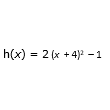 h(x) = 2 (x + 4)² − 1